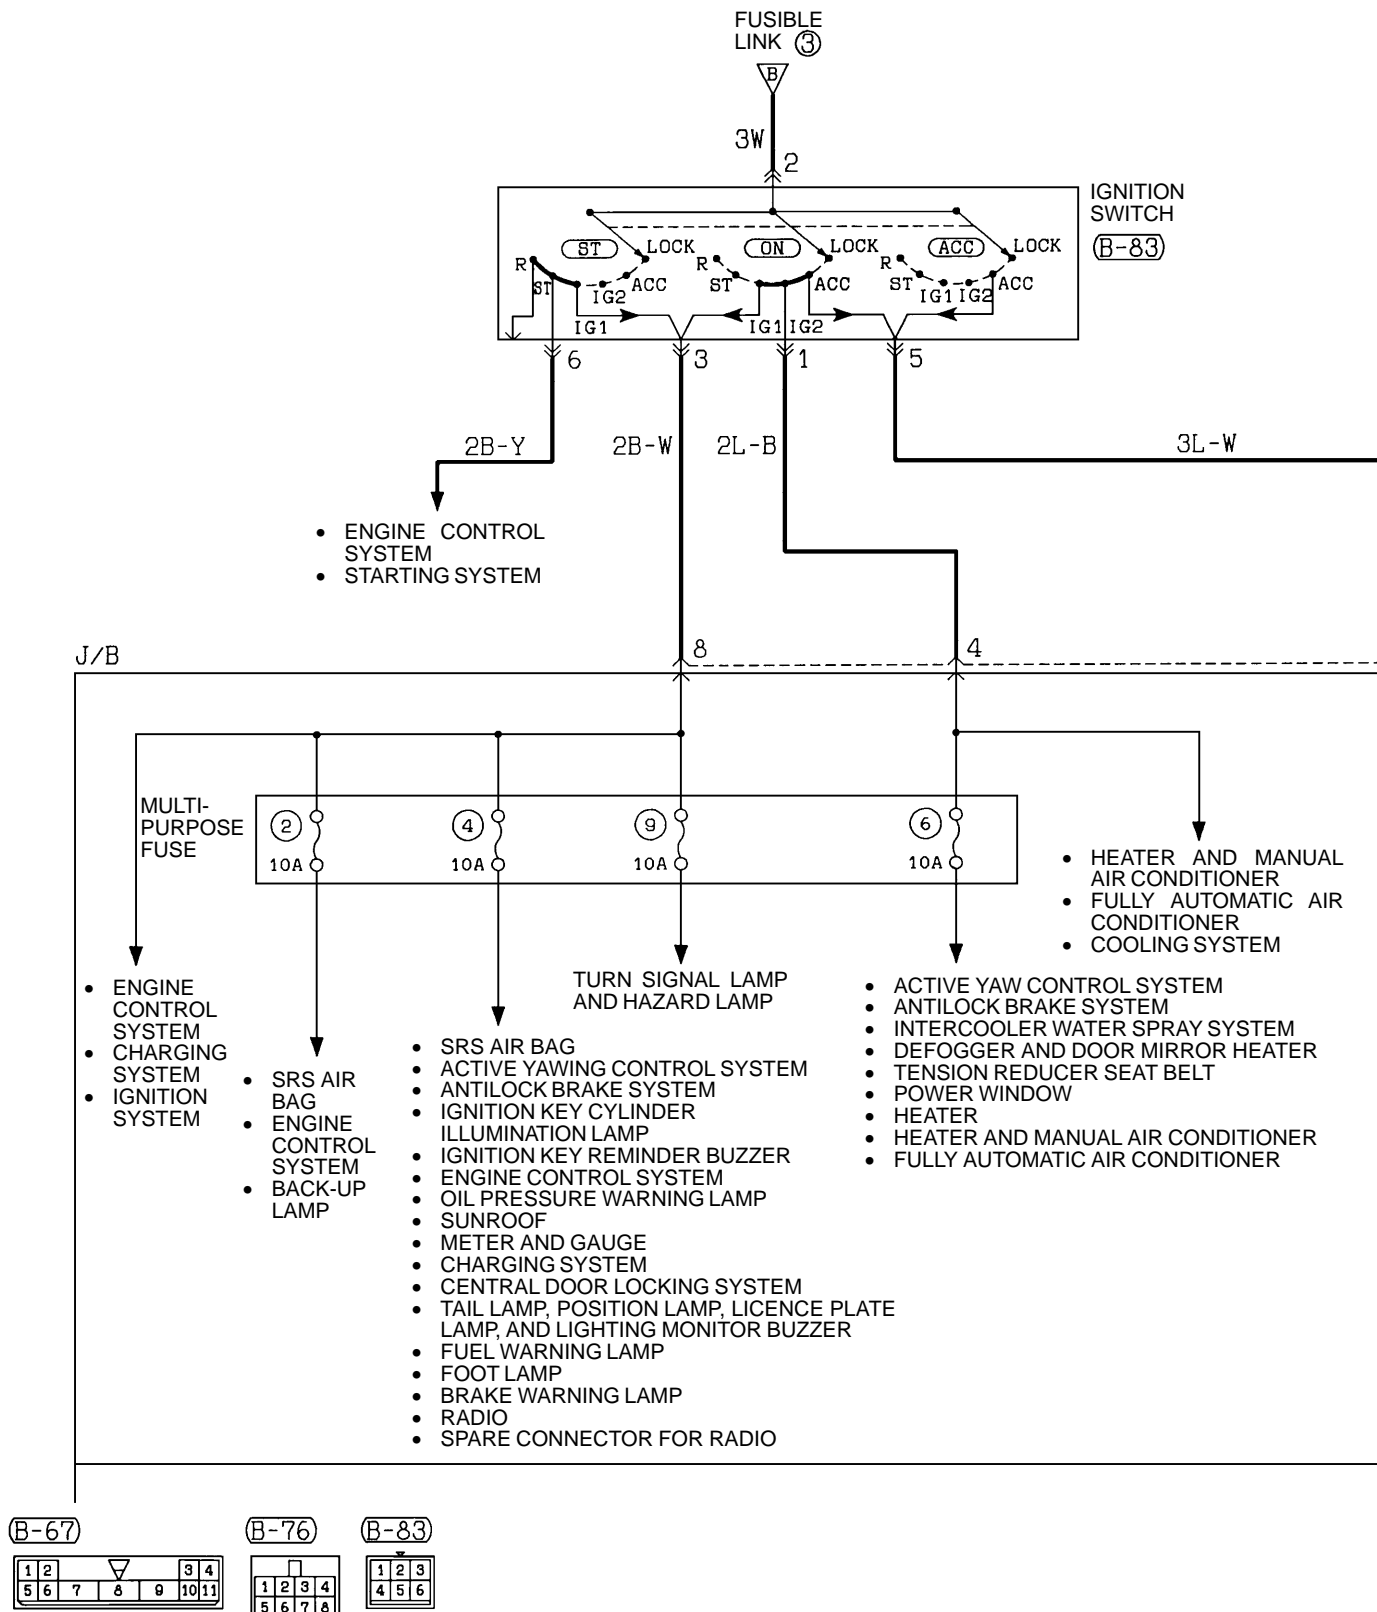 FUSIBLE
LINK ③
B
3W
2
IGNITION
SWITCH
(B-83)
ST LOCK ON LOCK ACC LOCK
R R R
ST IG2 ACC ST ACC ST IG1 IG2 ACC
IG1 IG1 IG2
6 3 1 5
2B-Y 2B-W 2L-B 3L-W
• ENGINE CONTROL
SYSTEM
• STARTING SYSTEM
J/B 8 4
MULTI-
PURPOSE
FUSE
② ④ ⑨ ⑥
10A 10A 10A 10A
• HEATER AND MANUAL
AIR CONDITIONER
• FULLY AUTOMATIC AIR
CONDITIONER
• COOLING SYSTEM
• ENGINE
CONTROL
SYSTEM
• CHARGING
SYSTEM
• IGNITION
SYSTEM
• SRS AIR
BAG
• ENGINE
CONTROL
SYSTEM
• BACK-UP
LAMP
TURN SIGNAL LAMP
AND HAZARD LAMP
• SRS AIR BAG
• ACTIVE YAWING CONTROL SYSTEM
• ANTILOCK BRAKE SYSTEM
• IGNITION KEY CYLINDER
ILLUMINATION LAMP
• IGNITION KEY REMINDER BUZZER
• ENGINE CONTROL SYSTEM
• OIL PRESSURE WARNING LAMP
• SUNROOF
• METER AND GAUGE
• CHARGING SYSTEM
• CENTRAL DOOR LOCKING SYSTEM
• TAIL LAMP, POSITION LAMP, LICENCE PLATE
LAMP, AND LIGHTING MONITOR BUZZER
• FUEL WARNING LAMP
• FOOT LAMP
• BRAKE WARNING LAMP
• RADIO
• SPARE CONNECTOR FOR RADIO
• ACTIVE YAW CONTROL SYSTEM
• ANTILOCK BRAKE SYSTEM
• INTERCOOLER WATER SPRAY SYSTEM
• DEFOGGER AND DOOR MIRROR HEATER
• TENSION REDUCER SEAT BELT
• POWER WINDOW
• HEATER
• HEATER AND MANUAL AIR CONDITIONER
• FULLY AUTOMATIC AIR CONDITIONER
(B-67) (B-76) (B-83)
1 2 3 4
5 6 7 8 9 10 11
1 2 3 4
5 6 7 8
1 2 3
4 5 6